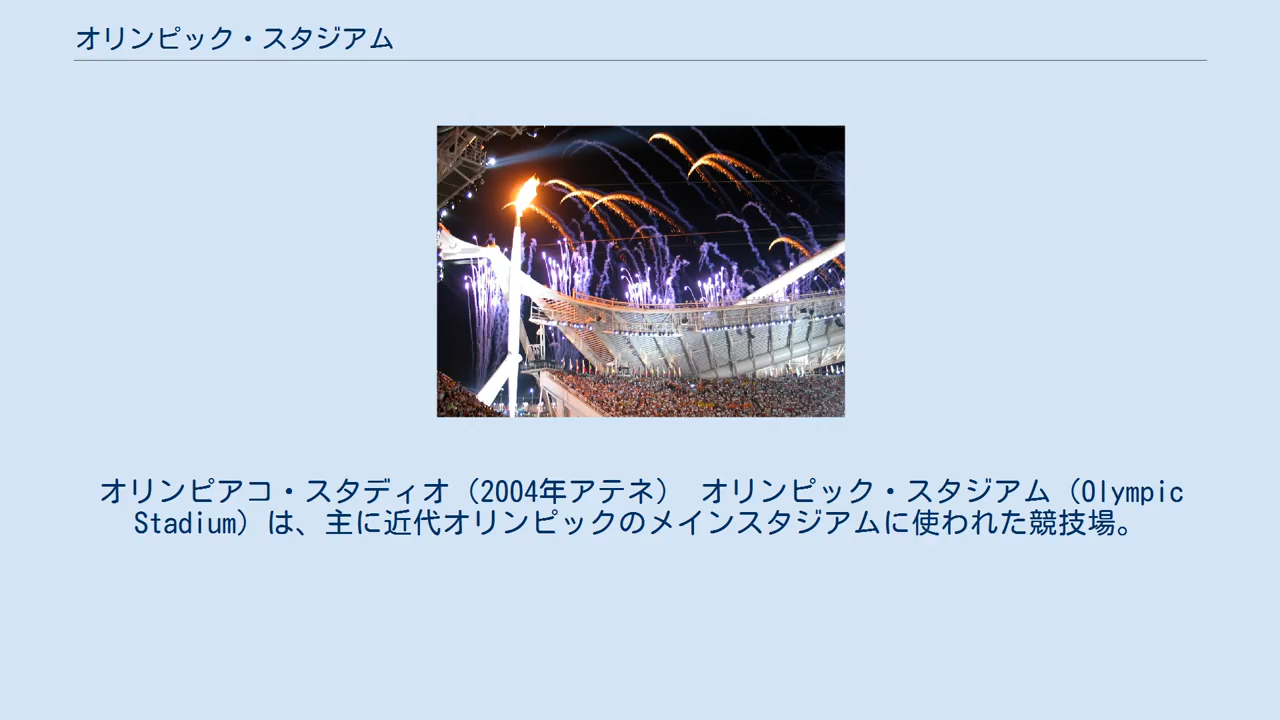 オリンピック・スタジアム
オリンピアコ・スタディオ（2004年アテネ） オリンピック・スタジアム（Olympic
Stadium）は、主に近代オリンピックのメインスタジアムに使われた競技場。